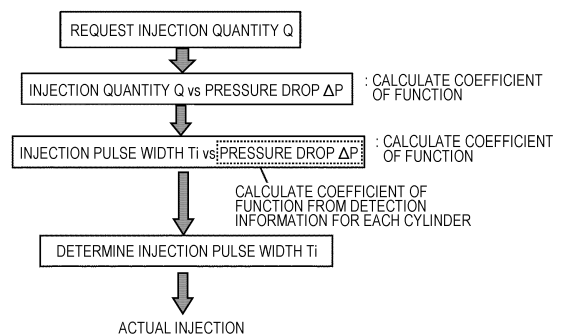 REQUEST INJECTION QUANTITY Q
INJECTION QUANTITY Q vs PRESSURE DROP ΔP
: CALCULATE COEFFICIENT
OF FUNCTION
INJECTION PULSE WIDTH Ti vs PRESSURE DROP ΔP
: CALCULATE COEFFICIENT
OF FUNCTION
CALCULATE COEFFICIENT OF
FUNCTION FROM DETECTION
INFORMATION FOR EACH CYLINDER
DETERMINE INJECTION PULSE WIDTH Ti
ACTUAL INJECTION